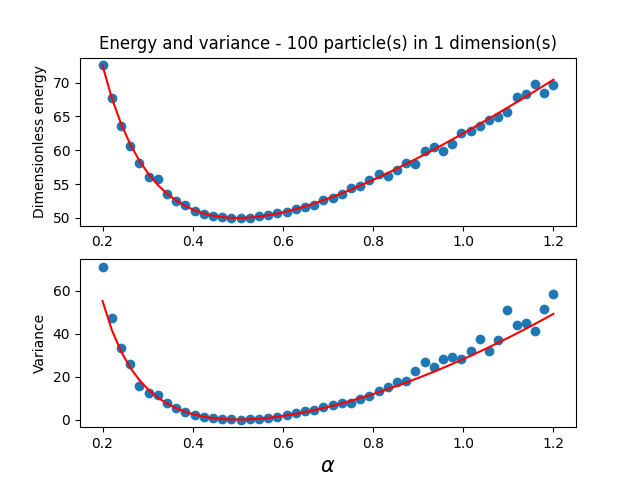 Energy and variance - 100 particle(s) in 1 dimension(s)
Dimensionless energy
70
65
60
55
50
0.2 0.4 0.6 0.8 1.0 1.2
Variance
60
40
20
0
0.2 0.4 0.6 0.8 1.0 1.2
α